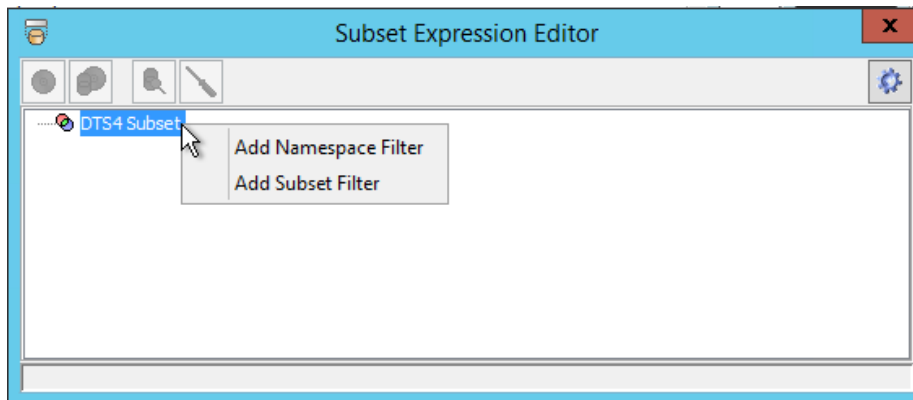 Subset Expression Editor
x
DTS4 Subset
Add Namespace Filter
Add Subset Filter